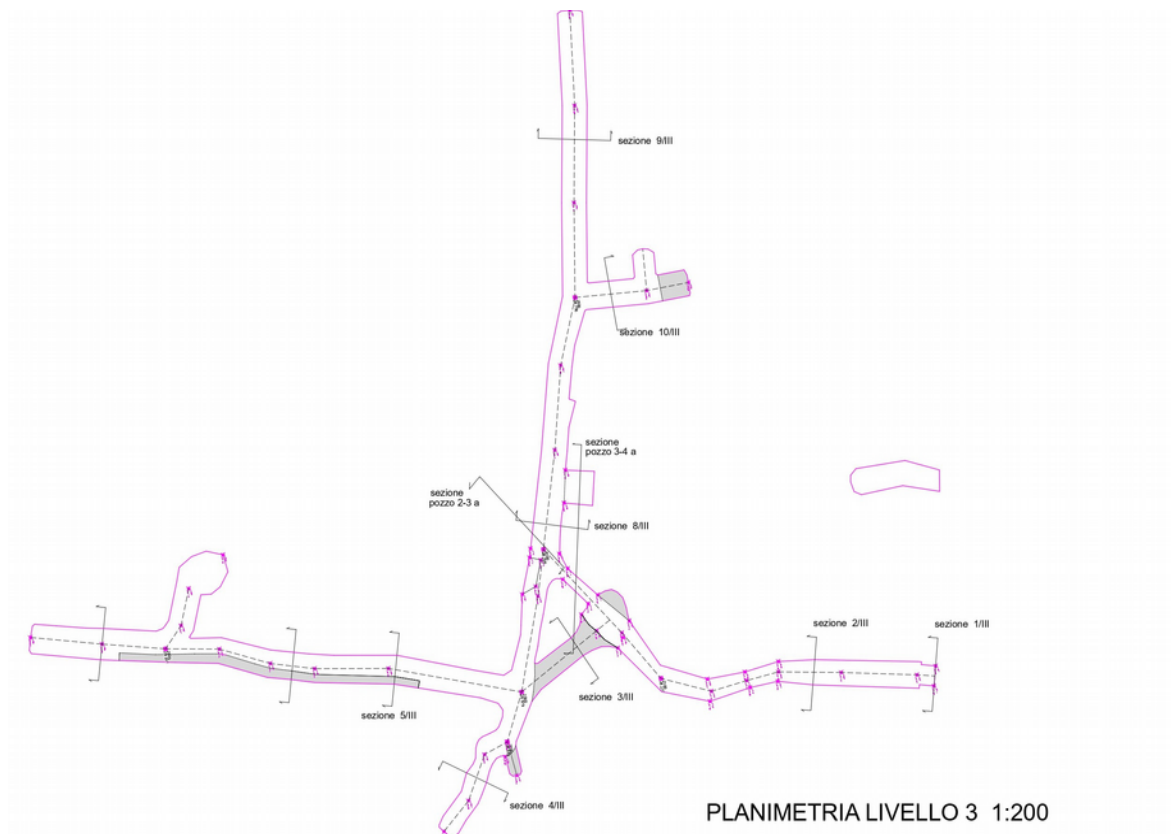 sezione 9/III
sezione 10/III
sezione
pozzo 3-4 a
sezione
pozzo 2-3 a
sezione 8/III
sezione 2/III
sezione 1/III
sezione 3/III
sezione 5/III
sezione 4/III
PLANIMETRIA LIVELLO 3 1:200